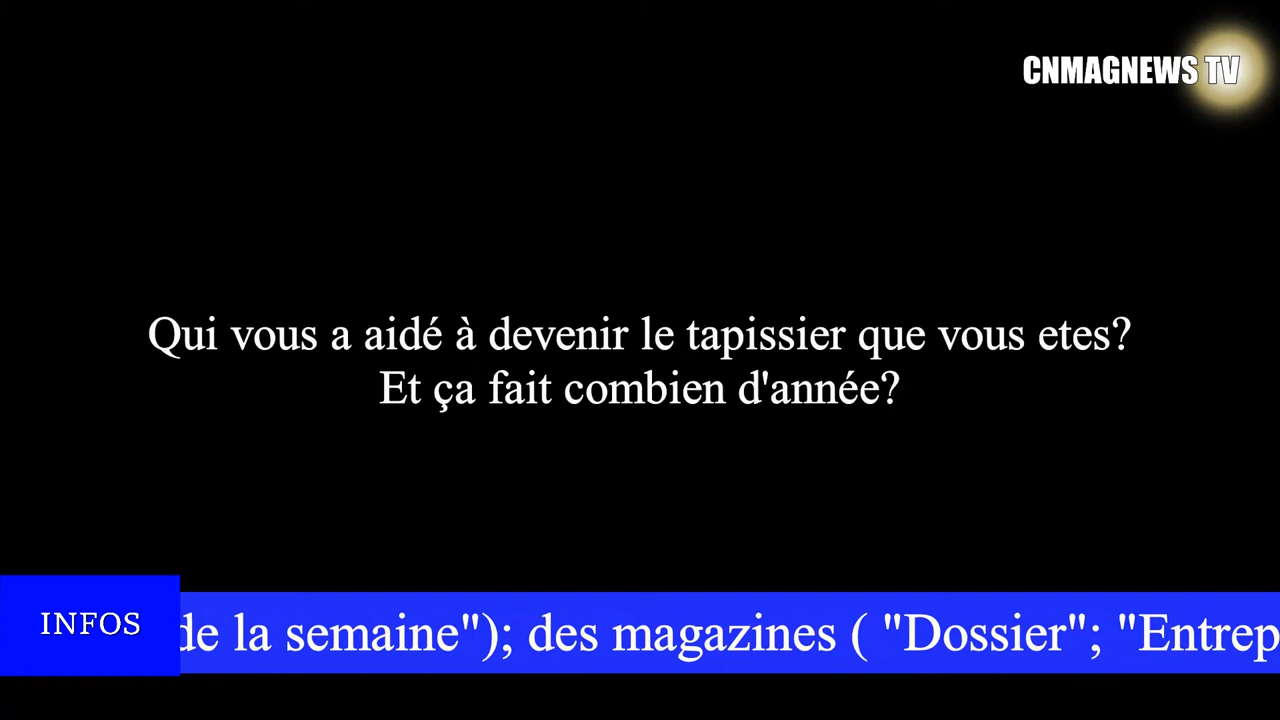 CNMAGNEWS TV
Qui vous a aidé à devenir le tapissier que vous etes?
Et ça fait combien d'année?
INFOS
de la semaine"); des magazines ( "Dossier"; "Entrep